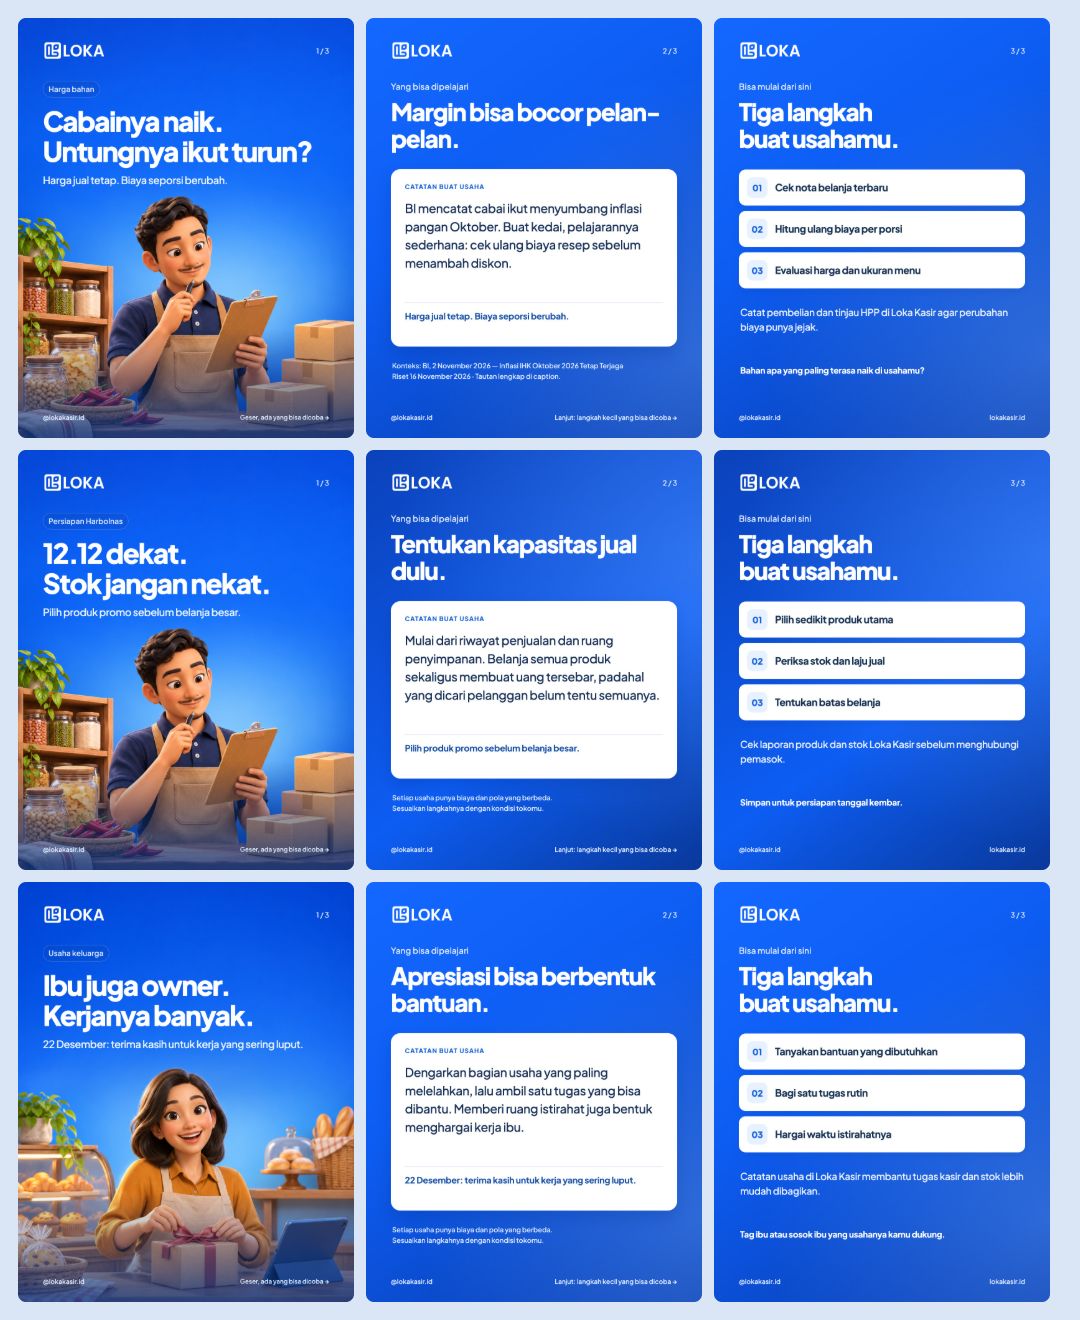 LOKA
1/3
Harga bahan
Cabainya naik.
Untungnya ikut turun?
Harga jual tetap. Biaya seporsi berubah.
@lokakasir.id
Geser, ada yang bisa dicoba →
LOKA
2/3
Yang bisa dipelajari
Margin bisa bocor pelan-
pelan.
CATATAN BUAT USAHA
BI mencatat cabai ikut menyumbang inflasi
pangan Oktober. Buat kedai, pelajarannya
sederhana: cek ulang biaya resep sebelum
menambah diskon.
Harga jual tetap. Biaya seporsi berubah.
Konteks: BI, 2 November 2026 — Inflasi IHK Oktober 2026 Tetap Terjaga
Riset 16 November 2026 · Tautan lengkap di caption.
@lokakasir.id
Lanjut: langkah kecil yang bisa dicoba →
LOKA
3/3
Bisa mulai dari sini
Tiga langkah
buat usahamu.
01 Cek nota belanja terbaru
02 Hitung ulang biaya per porsi
03 Evaluasi harga dan ukuran menu
Catat pembelian dan tinjau HPP di Loka Kasir agar perubahan
biaya punya jejak.
Bahan apa yang paling terasa naik di usahamu?
@lokakasir.id
lokakasir.id
LOKA
1/3
Persiapan Harbolnas
12.12 dekat.
Stok jangan nekat.
Pilih produk promo sebelum belanja besar.
@lokakasir.id
Geser, ada yang bisa dicoba →
LOKA
2/3
Yang bisa dipelajari
Tentukan kapasitas jual
dulu.
CATATAN BUAT USAHA
Mulai dari riwayat penjualan dan ruang
penyimpanan. Belanja semua produk
sekaligus membuat uang tersebar, padahal
yang dicari pelanggan belum tentu semuanya.
Pilih produk promo sebelum belanja besar.
Setiap usaha punya biaya dan pola yang berbeda.
Sesuaikan langkahnya dengan kondisi tokomu.
@lokakasir.id
Lanjut: langkah kecil yang bisa dicoba →
LOKA
3/3
Bisa mulai dari sini
Tiga langkah
buat usahamu.
01 Pilih sedikit produk utama
02 Periksa stok dan laju jual
03 Tentukan batas belanja
Cek laporan produk dan stok Loka Kasir sebelum menghubungi
pemasok.
Simpan untuk persiapan tanggal kembar.
@lokakasir.id
lokakasir.id
LOKA
1/3
Usaha keluarga
Ibu juga owner.
Kerjanya banyak.
22 Desember: terima kasih untuk kerja yang sering luput.
@lokakasir.id
Geser, ada yang bisa dicoba →
LOKA
2/3
Yang bisa dipelajari
Apresiasi bisa berbentuk
bantuan.
CATATAN BUAT USAHA
Dengarkan bagian usaha yang paling
melelahkan, lalu ambil satu tugas yang bisa
dibantu. Memberi ruang istirahat juga bentuk
menghargai kerja ibu.
22 Desember: terima kasih untuk kerja yang sering luput.
Setiap usaha punya biaya dan pola yang berbeda.
Sesuaikan langkahnya dengan kondisi tokomu.
@lokakasir.id
Lanjut: langkah kecil yang bisa dicoba →
LOKA
3/3
Bisa mulai dari sini
Tiga langkah
buat usahamu.
01 Tanyakan bantuan yang dibutuhkan
02 Bagi satu tugas rutin
03 Hargai waktu istirahatnya
Catatan usaha di Loka Kasir membantu tugas kasir dan stok lebih
mudah dibagikan.
Tag ibu atau sosok ibu yang usahanya kamu dukung.
@lokakasir.id
lokakasir.id